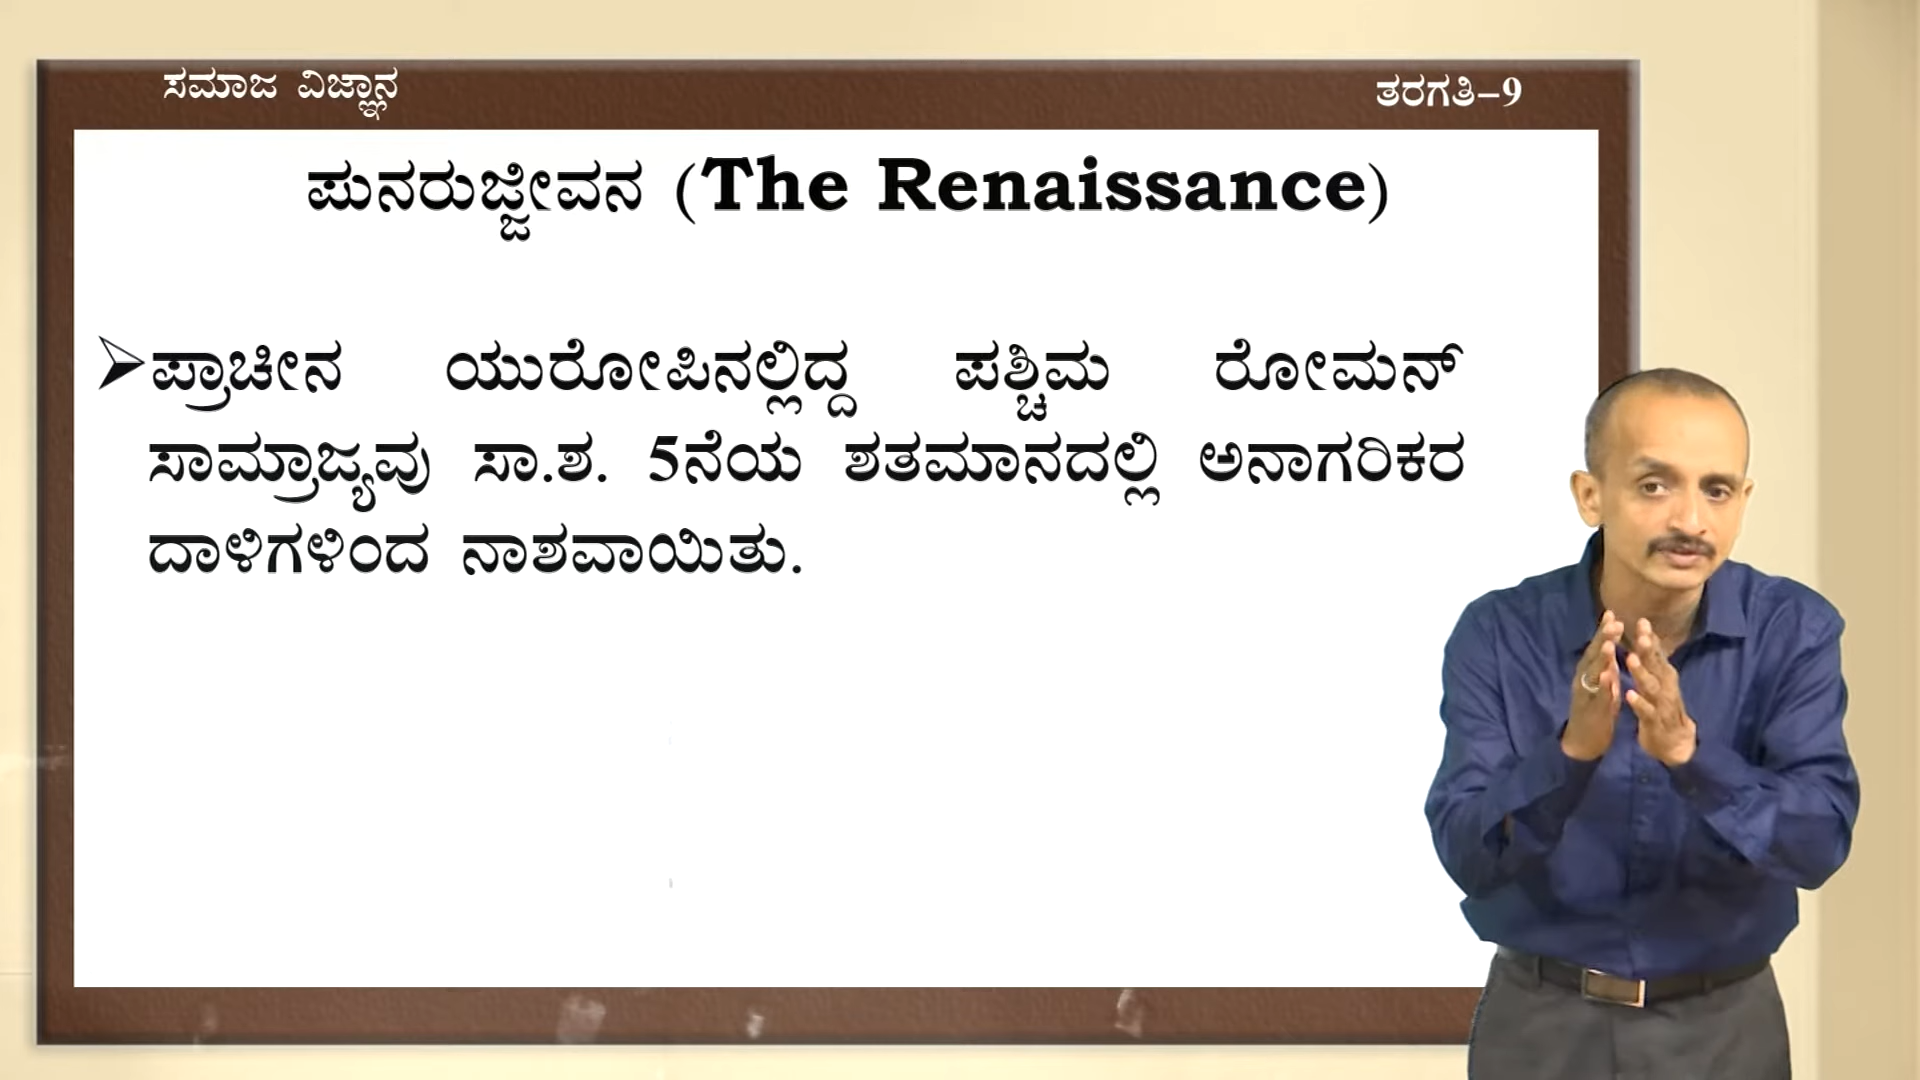 ಸಮಾಜ ವಿಜ್ಞಾನ
ತರಗತಿ–9
ಪುನರುಜ್ಜೀವನ (The Renaissance)
➢ಪ್ರಾಚೀನ ಯುರೋಪಿನಲ್ಲಿದ್ದ ಪಶ್ಚಿಮ ರೋಮನ್
ಸಾಮ್ರಾಜ್ಯವು ಸಾ.ಶ. 5ನೆಯ ಶತಮಾನದಲ್ಲಿ ಅನಾಗರಿಕರ
ದಾಳಿಗಳಿಂದ ನಾಶವಾಯಿತು.